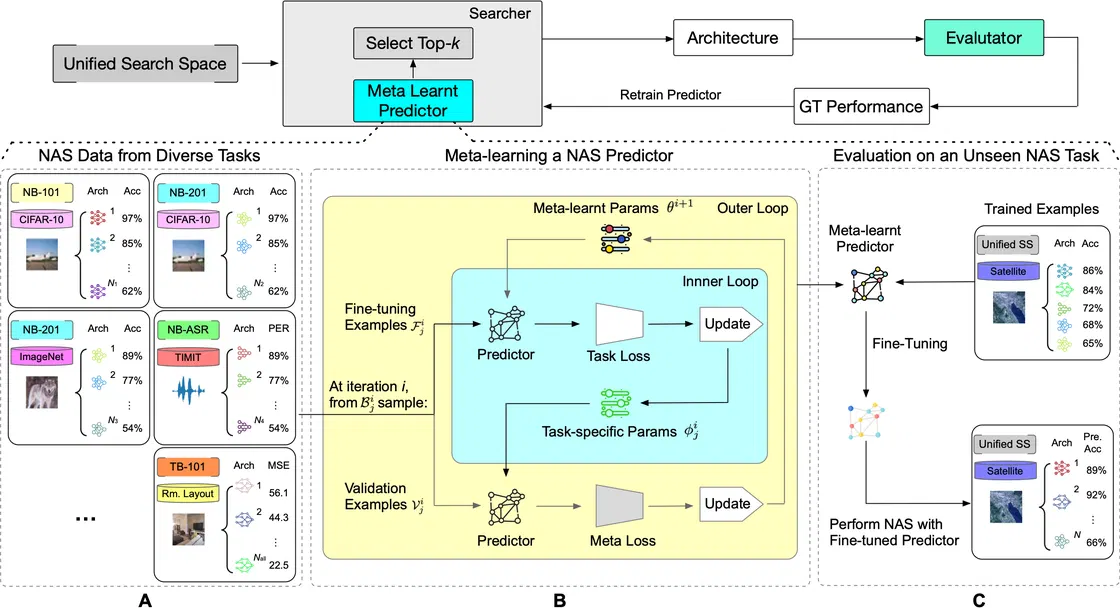 Searcher
Unified Search Space
Select Top-k
Meta Learnt
Predictor
Architecture
Evalutator
Retrain Predictor
GT Performance
NAS Data from Diverse Tasks
NB-101
Arch Acc
CIFAR-10
1 97%
2 85%
⋮
N₁ 62%
NB-201
Arch Acc
CIFAR-10
1 97%
2 85%
⋮
N₂ 62%
NB-201
Arch Acc
ImageNet
1 89%
2 77%
⋮
N₃ 54%
NB-ASR
Arch PER
TIMIT
1 89%
2 77%
⋮
N₄ 54%
TB-101
Arch MSE
Rm. Layout
1 56.1
2 44.3
⋮
Nₐₗₗ 22.5
...
A
Meta-learning a NAS Predictor
Meta-learnt Params θⁱ⁺¹
Outer Loop
Innner Loop
Fine-tuning
Examples ℱⱼⁱ
Predictor
Task Loss
Update
At iteration i,
from ℬⱼⁱ sample:
Task-specific Params ϕⱼⁱ
Validation
Examples 𝒱ⱼⁱ
Predictor
Meta Loss
Update
B
Evaluation on an Unseen NAS Task
Trained Examples
Meta-learnt
Predictor
Unified SS
Arch Acc
Satellite
86%
84%
72%
68%
65%
Fine-Tuning
Unified SS
Arch Pre.
Acc
Satellite
1 89%
2 92%
⋮
N 66%
Perform NAS with
Fine-tuned Predictor
C